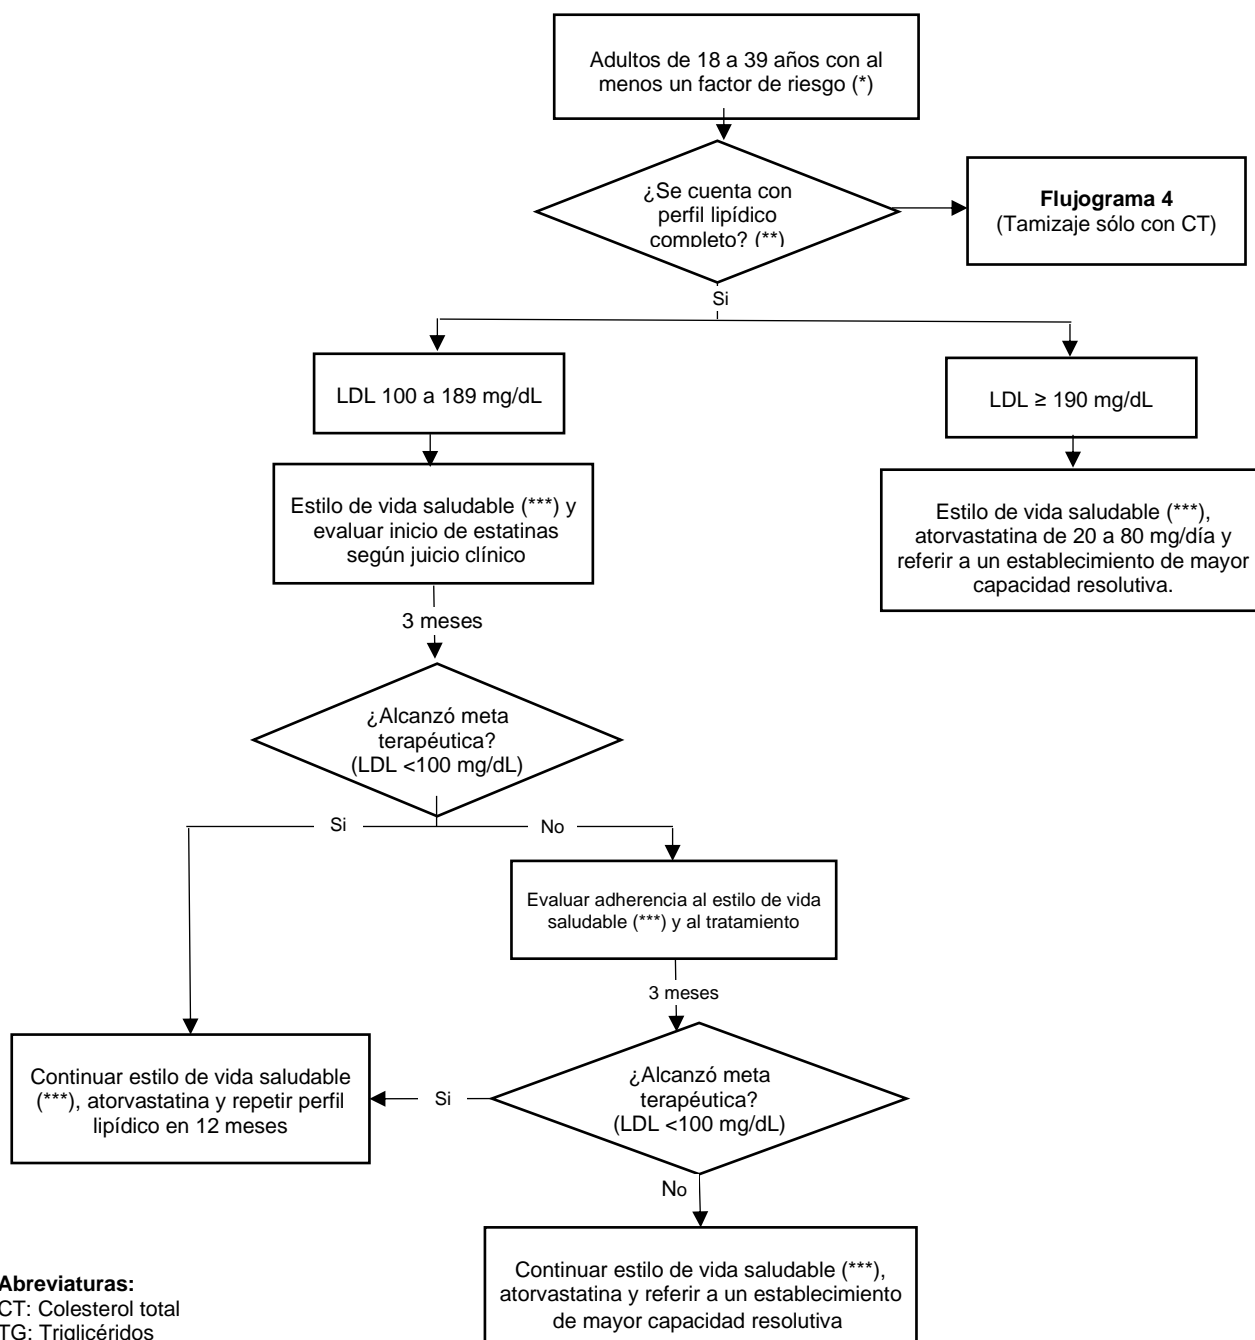 Adultos de 18 a 39 años con al
menos un factor de riesgo (*)
¿Se cuenta con
perfil lipídico
completo? (**)
Flujograma 4
(Tamizaje sólo con CT)
Si
LDL 100 a 189 mg/dL
LDL ≥ 190 mg/dL
Estilo de vida saludable (***) y
evaluar inicio de estatinas
según juicio clínico
Estilo de vida saludable (***),
atorvastatina de 20 a 80 mg/día y
referir a un establecimiento de mayor
capacidad resolutiva.
3 meses
¿Alcanzó meta
terapéutica?
(LDL <100 mg/dL)
Si
No
Evaluar adherencia al estilo de vida
saludable (***) y al tratamiento
3 meses
Continuar estilo de vida saludable
(***), atorvastatina y repetir perfil
lipídico en 12 meses
Si
¿Alcanzó meta
terapéutica?
(LDL <100 mg/dL)
No
Continuar estilo de vida saludable (***),
atorvastatina y referir a un establecimiento
de mayor capacidad resolutiva
Abreviaturas:
CT: Colesterol total
TG: Triglicéridos